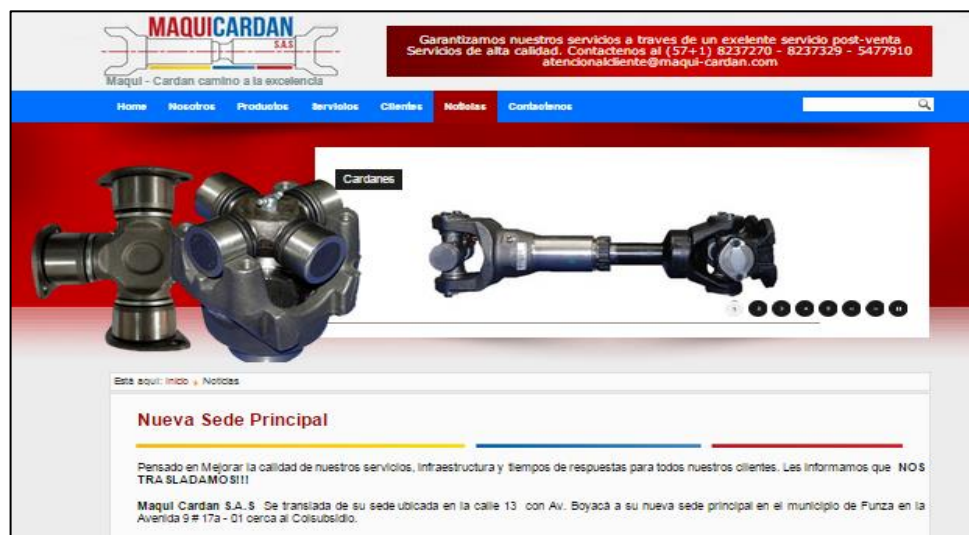 MAQUICARDAN
S.A.S
Maqui - Cardan camino a la excelencia
Garantizamos nuestros servicios a traves de un exelente servicio post-venta
Servicios de alta calidad. Contactenos al (57+1) 8237270 - 8237329 - 5477910
atencionalcliente@maqui-cardan.com
Home Nosotros Productos Servicios Clientes Noticias Contactenos
Cardanes
Está aquí: Inicio Noticias
Nueva Sede Principal
Pensado en Mejorar la calidad de nuestros servicios, infraestructura y tiempos de respuestas para todos nuestros clientes. Les informamos que NOS
TRASLADAMOS!!!
Maqui Cardan S.A.S Se translada de su sede ubicada en la calle 13 con Av. Boyacá a su nueva sede principal en el municipio de Funza en la
Avenida 9 # 17a - 01 cerca al Colsubsidio.